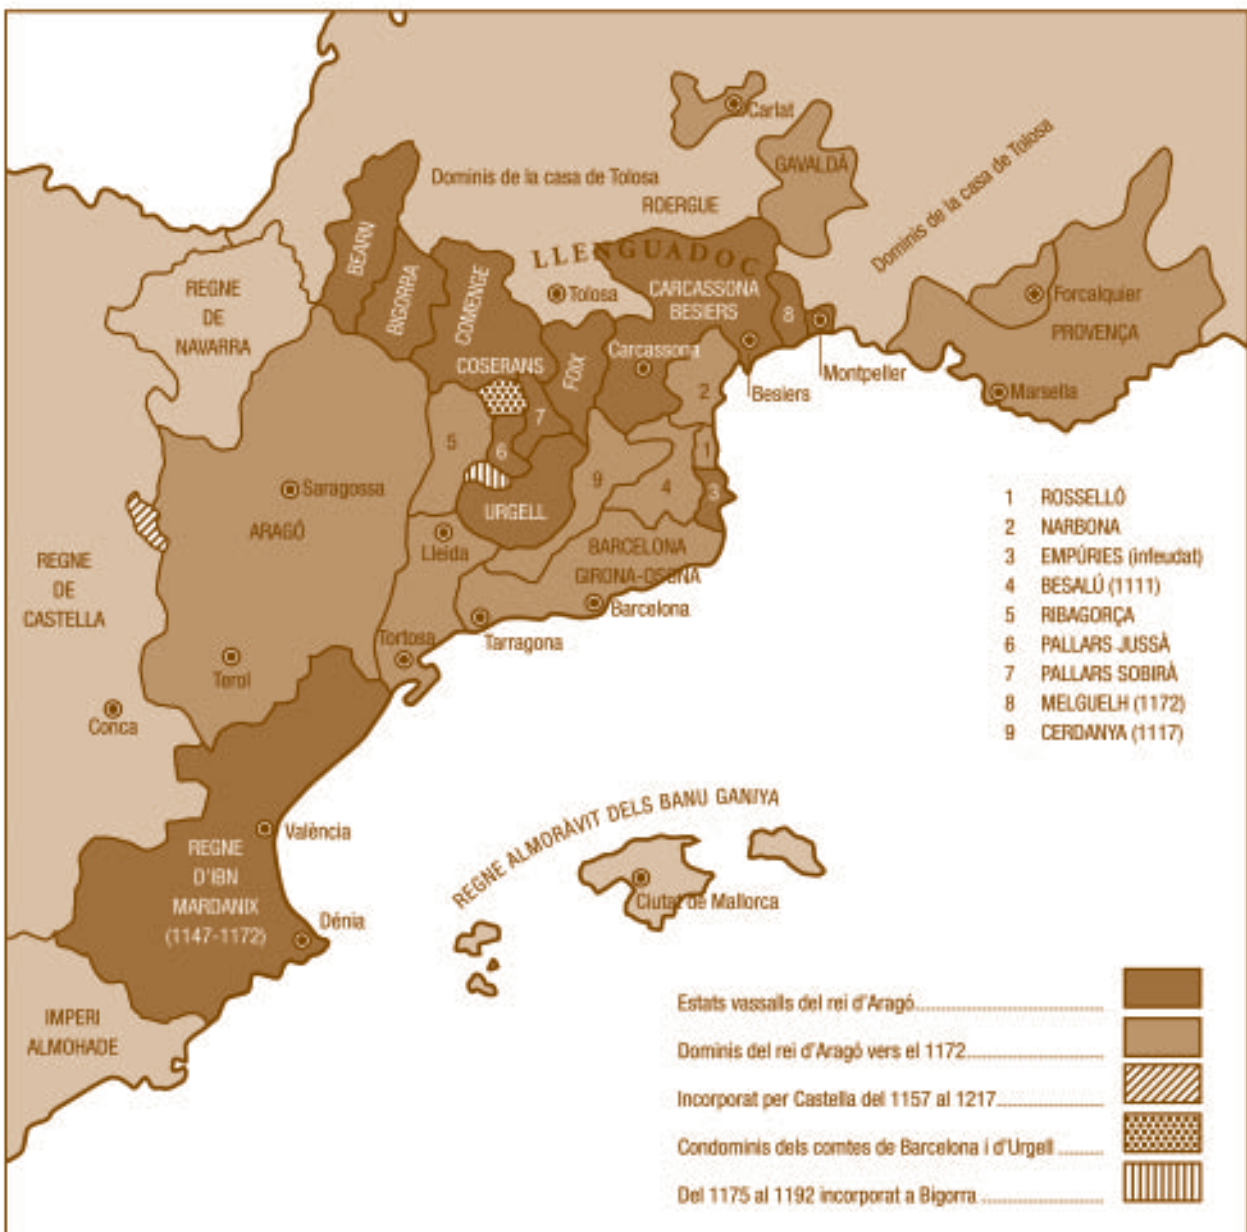 Carlat
GAVALDÀ
Dominis de la casa de Tolosa
ROERGUE
Dominis de la casa de Tolosa
LLENGUADOC
BEARN
BIGORRA
COMENGE
Tolosa
CARCASSONA
BESIERS
8
Forcalquier
PROVENÇA
REGNE
DE
NAVARRA
COSERANS
FOIX
Carcassona
Montpeller
Besiers
Marsella
2
7
5
6
1
9
4
3
Saragossa
ARAGÓ
URGELL
Lleida
BARCELONA
GIRONA-OSONA
Barcelona
Tarragona
Tortosa
REGNE
DE
CASTELLA
Terol
Conca
1 ROSSELLÓ
2 NARBONA
3 EMPÚRIES (infeudat)
4 BESALÚ (1111)
5 RIBAGORÇA
6 PALLARS JUSSÀ
7 PALLARS SOBIRÀ
8 MELGUELH (1172)
9 CERDANYA (1117)
REGNE ALMORÀVIT DELS BANU GANIYA
Ciutat de Mallorca
València
REGNE
D'IBN
MARDANIX
(1147-1172)
Dénia
IMPERI
ALMOHADE
Estats vassalls del rei d'Aragó
Dominis del rei d'Aragó vers el 1172
Incorporat per Castella del 1157 al 1217
Condominis dels comtes de Barcelona i d'Urgell
Del 1175 al 1192 incorporat a Bigorra